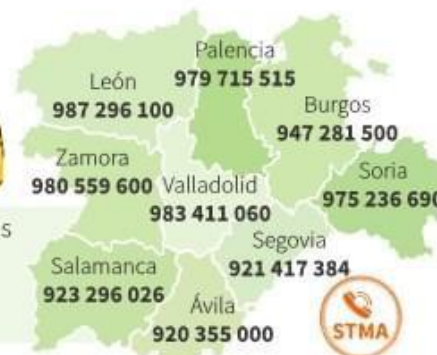 Palencia
979 715 515
León
987 296 100
Burgos
947 281 500
Zamora
980 559 600
Valladolid
983 411 060
Soria
975 236 690
s
Segovia
921 417 384
Salamanca
923 296 026
Ávila
920 355 000
STMA